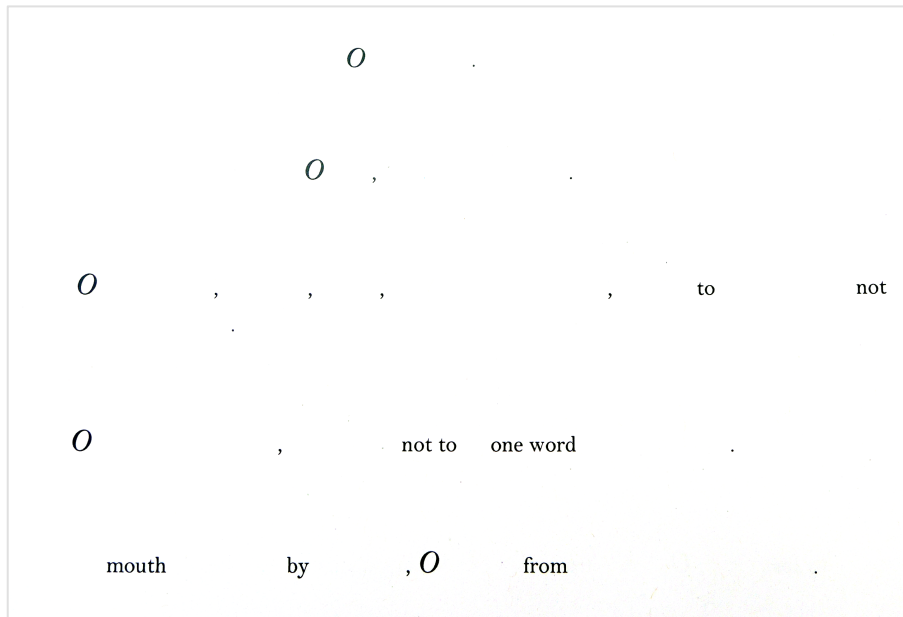 O .
O , .
O , , , , to not
.
O , not to one word .
mouth by , O from .